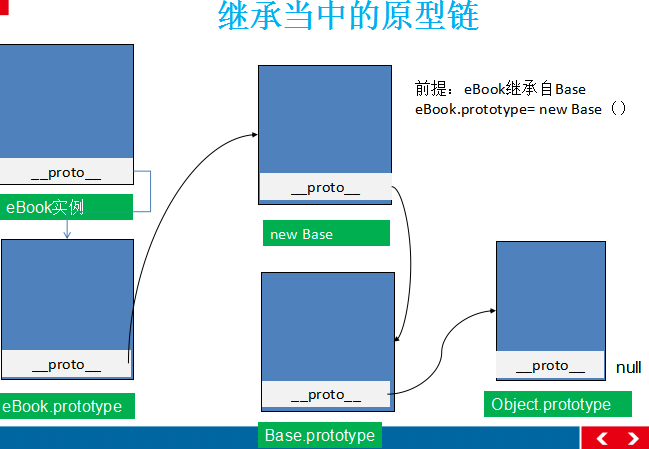 继承当中的原型链
前提：eBook继承自Base
eBook.prototype= new Base（）
__proto__
eBook实例
__proto__
eBook.prototype
__proto__
new Base
__proto__
Base.prototype
__proto__
null
Object.prototype